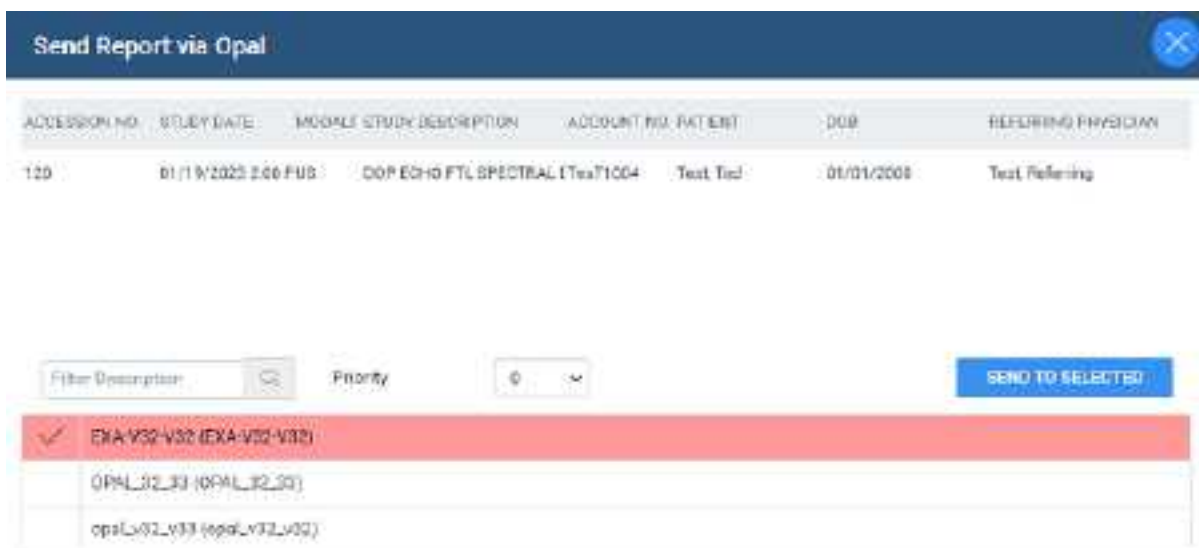 Send Report via Opal
ACCESSION NO. STUDY DATE MODALI STUDY DESCRIPTION ACCOUNT NO. PATIENT DOB REFERRING PHYSICIAN
120 01/19/2023 2:00 PUS DOP ECHO FTL SPECTRAL Test, Ted 01/01/2000 Test, Referring
Filter Description Priority 0 SEND TO SELECTED
EXA-V32-V32 (EXA-V32-V32)
OPAL_32_33 (OPAL_32_33)
opal_v32_v33 (opal_v32_v32)